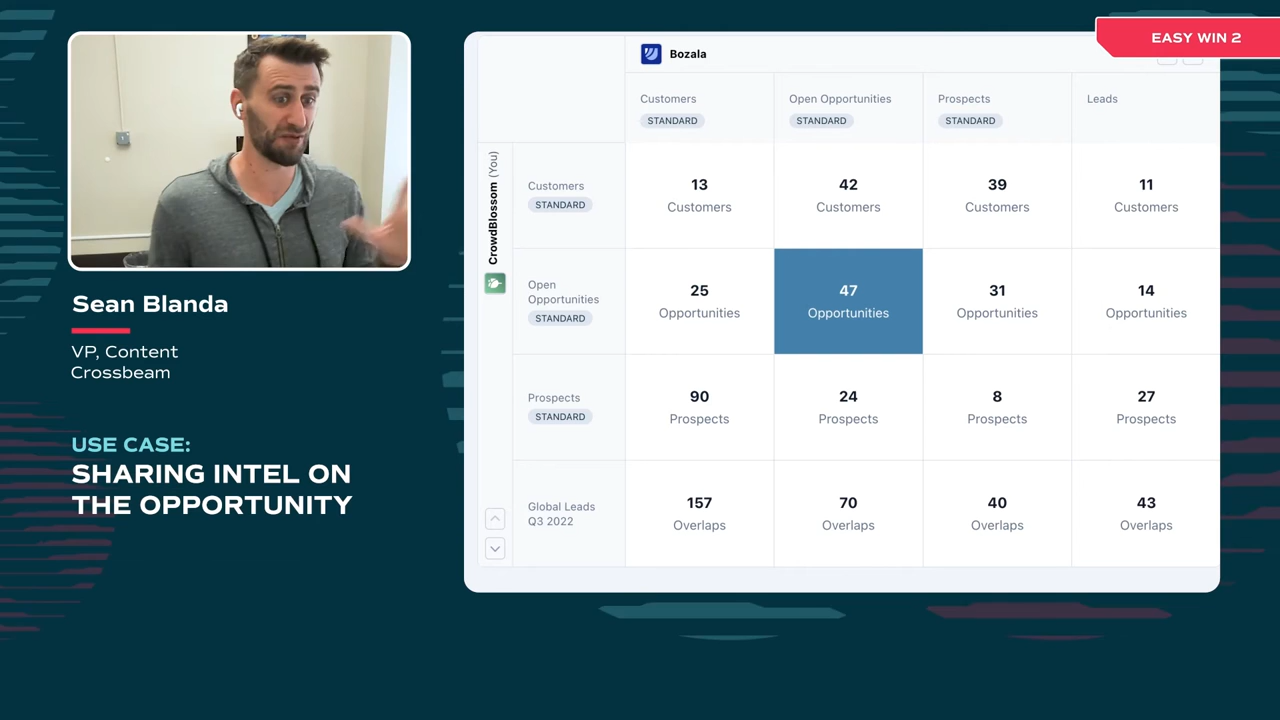 EASY WIN 2
Sean Blanda
VP, Content
Crossbeam
USE CASE:
SHARING INTEL ON
THE OPPORTUNITY
Bozala
Customers
STANDARD
Open Opportunities
STANDARD
Prospects
STANDARD
Leads
CrowdBlossom (You)
Customers
STANDARD
13
Customers
42
Customers
39
Customers
11
Customers
Open
Opportunities
STANDARD
25
Opportunities
47
Opportunities
31
Opportunities
14
Opportunities
Prospects
STANDARD
90
Prospects
24
Prospects
8
Prospects
27
Prospects
Global Leads
Q3 2022
157
Overlaps
70
Overlaps
40
Overlaps
43
Overlaps